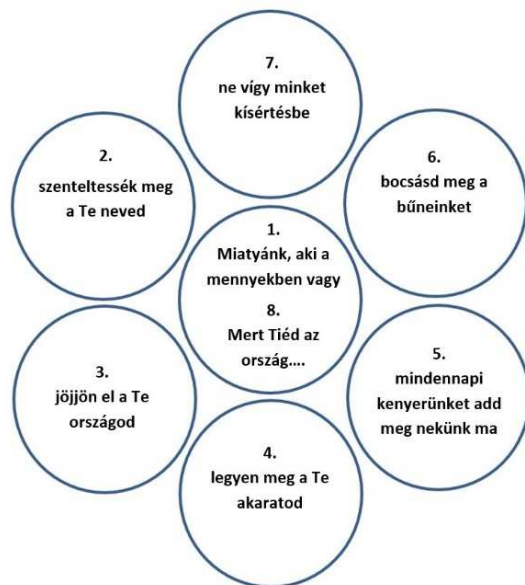 1.
Miatyánk, aki a
mennyekben vagy
8.
Mert Tiéd az
ország....
2.
szenteltessék meg
a Te neved
3.
jöjjön el a Te
országod
4.
legyen meg a Te
akaratod
5.
mindennapi
kenyerünket add
meg nekünk ma
6.
bocsásd meg a
bűneinket
7.
ne vígy minket
kísértésbe